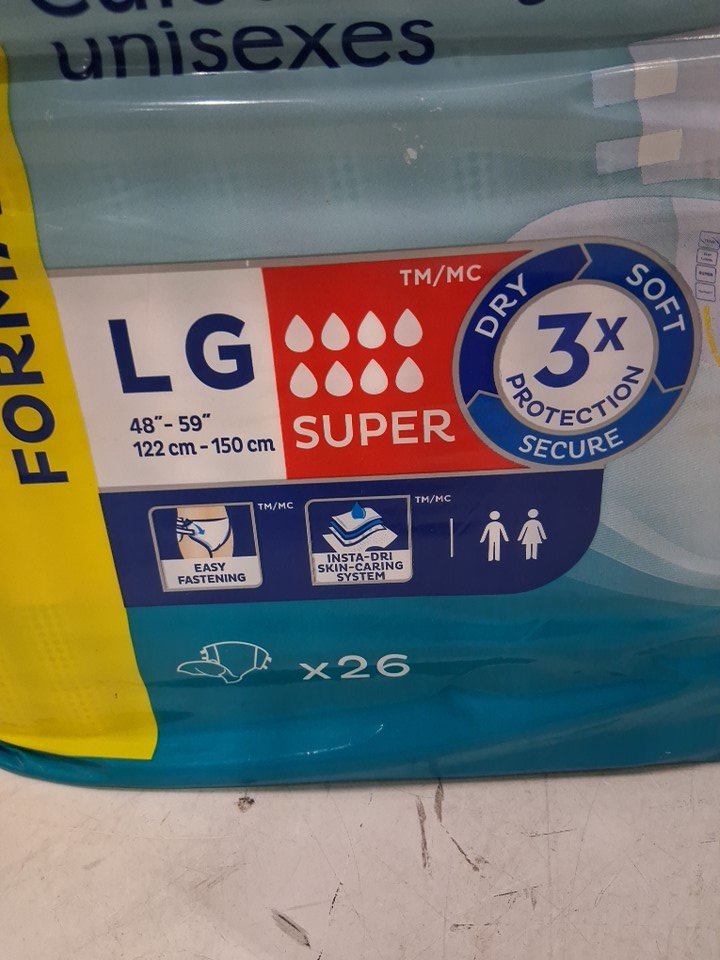 unisexes
FORMA
TM/MC
LG
48"- 59"
122 cm - 150 cm
SUPER
DRY
SOFT
3x
PROTECTION
SECURE
TM/MC
EASY
FASTENING
TM/MC
INSTA-DRI
SKIN-CARING
SYSTEM
x26